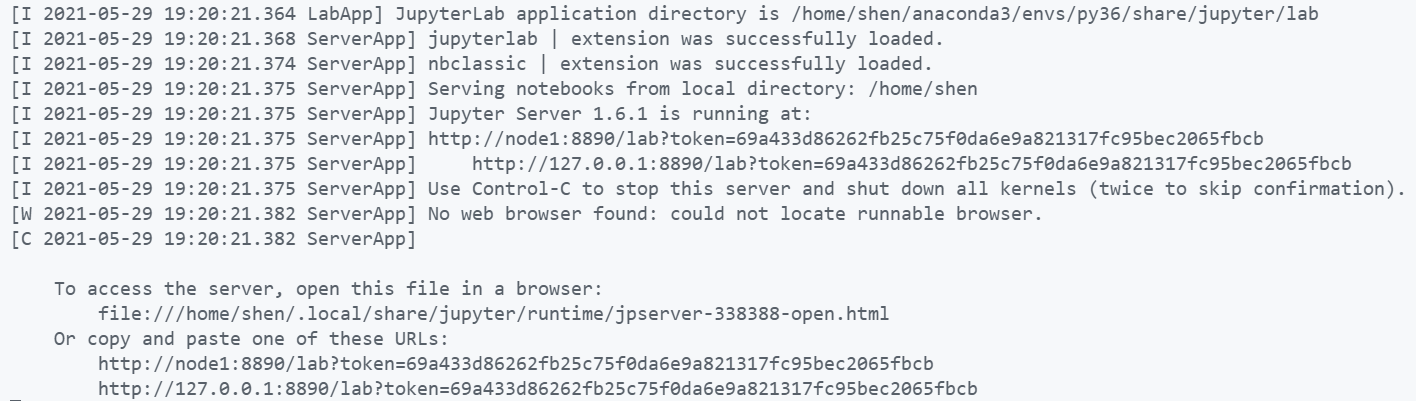 [I 2021-05-29 19:20:21.364 LabApp] JupyterLab application directory is /home/shen/anaconda3/envs/py36/share/jupyter/lab
[I 2021-05-29 19:20:21.368 ServerApp] jupyterlab | extension was successfully loaded.
[I 2021-05-29 19:20:21.374 ServerApp] nbclassic | extension was successfully loaded.
[I 2021-05-29 19:20:21.375 ServerApp] Serving notebooks from local directory: /home/shen
[I 2021-05-29 19:20:21.375 ServerApp] Jupyter Server 1.6.1 is running at:
[I 2021-05-29 19:20:21.375 ServerApp] http://node1:8890/lab?token=69a433d86262fb25c75f0da6e9a821317fc95bec2065fbcb
[I 2021-05-29 19:20:21.375 ServerApp]     http://127.0.0.1:8890/lab?token=69a433d86262fb25c75f0da6e9a821317fc95bec2065fbcb
[I 2021-05-29 19:20:21.375 ServerApp] Use Control-C to stop this server and shut down all kernels (twice to skip confirmation).
[W 2021-05-29 19:20:21.382 ServerApp] No web browser found: could not locate runnable browser.
[C 2021-05-29 19:20:21.382 ServerApp]
    To access the server, open this file in a browser:
        file:///home/shen/.local/share/jupyter/runtime/jpserver-338388-open.html
    Or copy and paste one of these URLs:
        http://node1:8890/lab?token=69a433d86262fb25c75f0da6e9a821317fc95bec2065fbcb
        http://127.0.0.1:8890/lab?token=69a433d86262fb25c75f0da6e9a821317fc95bec2065fbcb